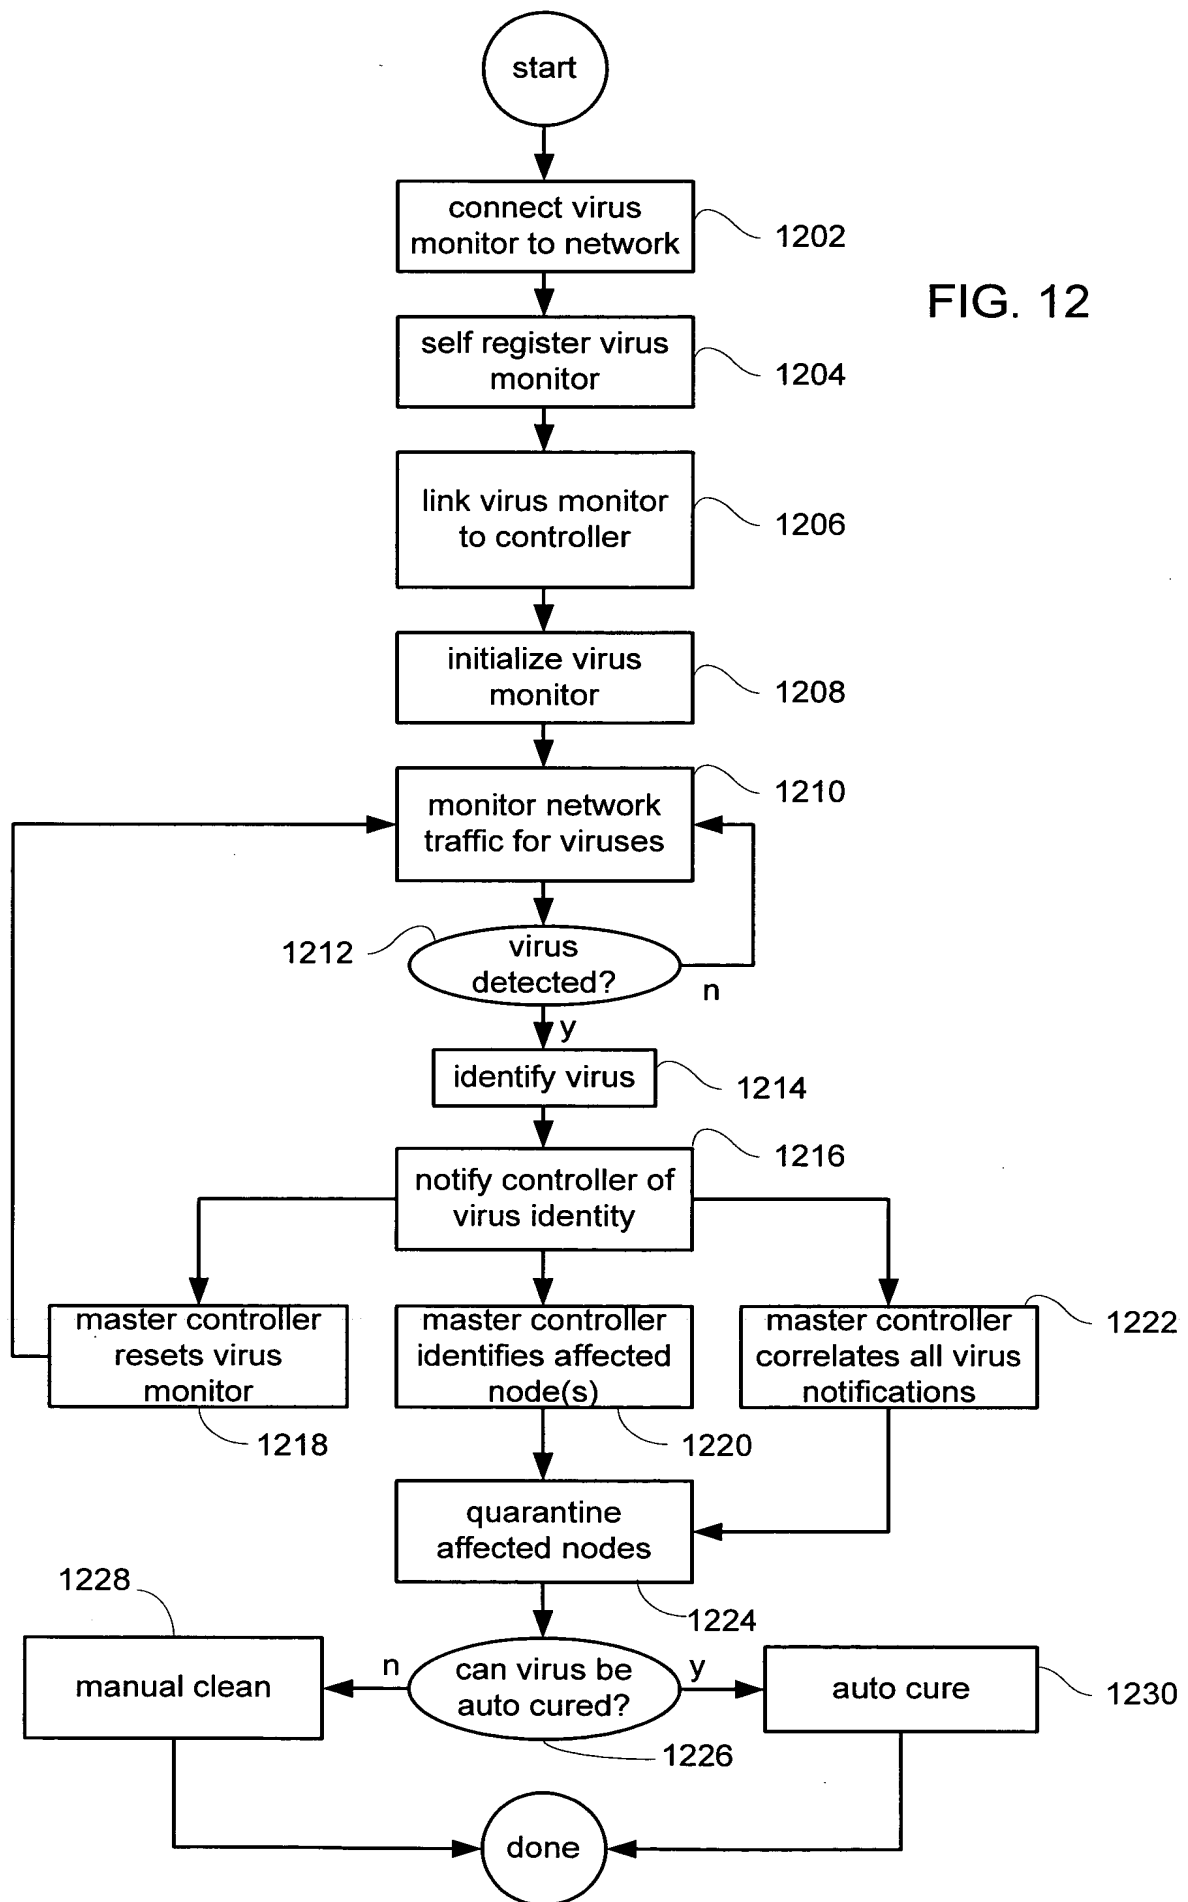 start
connect virus
monitor to network
1202
FIG. 12
self register virus
monitor
1204
link virus monitor
to controller
1206
initialize virus
monitor
1208
monitor network
traffic for viruses
1210
virus
detected?
1212
n
y
identify virus
1214
notify controller of
virus identity
1216
master controller
resets virus
monitor
1218
master controller
identifies affected
node(s)
1220
master controller
correlates all virus
notifications
1222
quarantine
affected nodes
1224
can virus be
auto cured?
1226
n
y
manual clean
1228
auto cure
1230
done